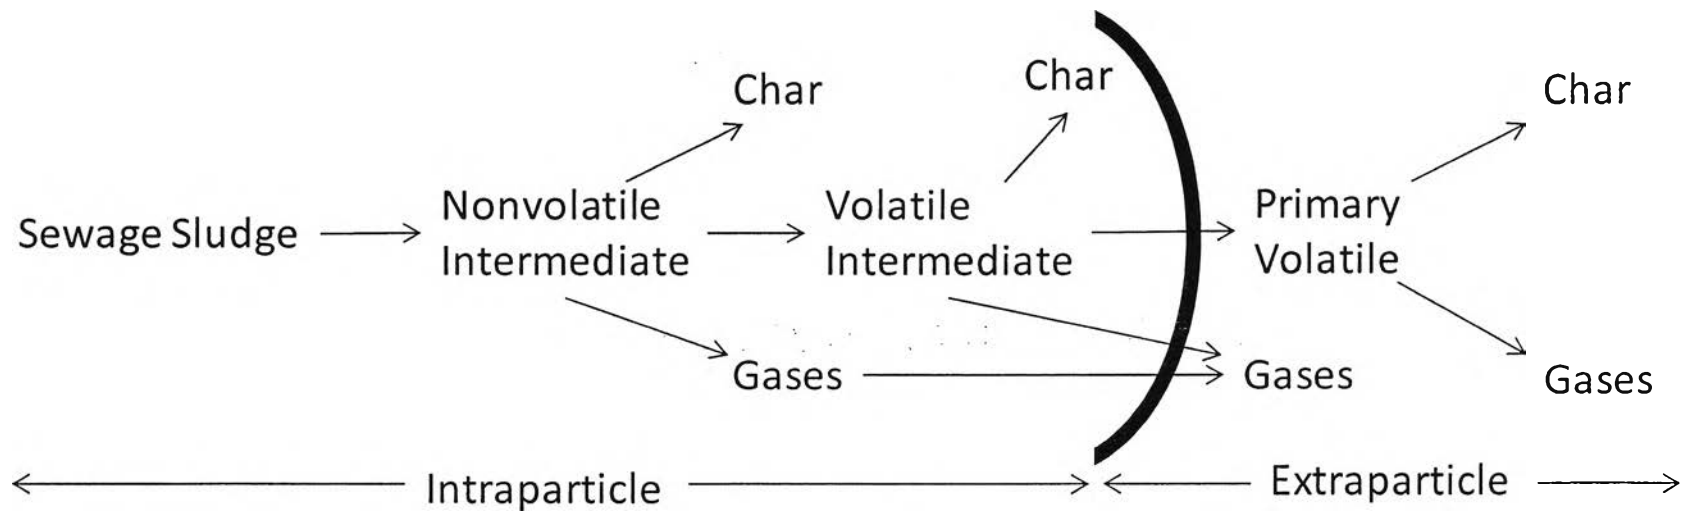 Char
Char
Char
Sewage Sludge
Nonvolatile
Intermediate
Volatile
Intermediate
Primary
Volatile
Gases
Gases
Gases
Intraparticle
Extraparticle